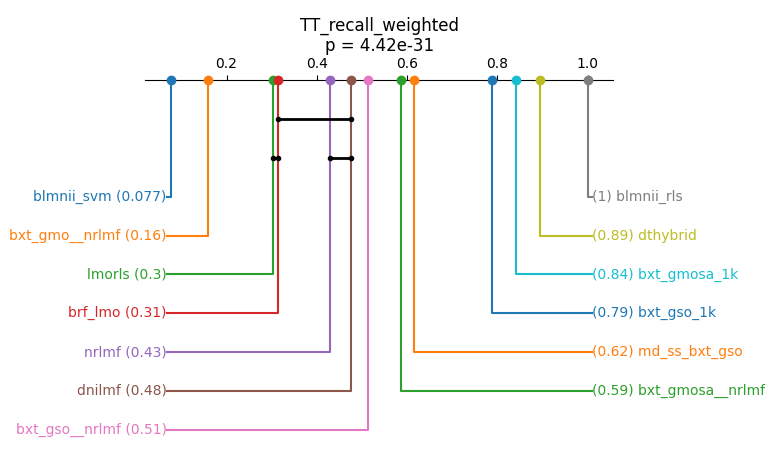 TT_recall_weighted
p = 4.42e-31
0.2 0.4 0.6 0.8 1.0
blmnii_svm (0.077)
(1) blmnii_rls
bxt_gmo__nrlmf (0.16)
(0.89) dthybrid
lmorls (0.3)
(0.84) bxt_gmosa_1k
brf_lmo (0.31)
(0.79) bxt_gso_1k
nrlmf (0.43)
(0.62) md_ss_bxt_gso
dnilmf (0.48)
(0.59) bxt_gmosa__nrlmf
bxt_gso__nrlmf (0.51)